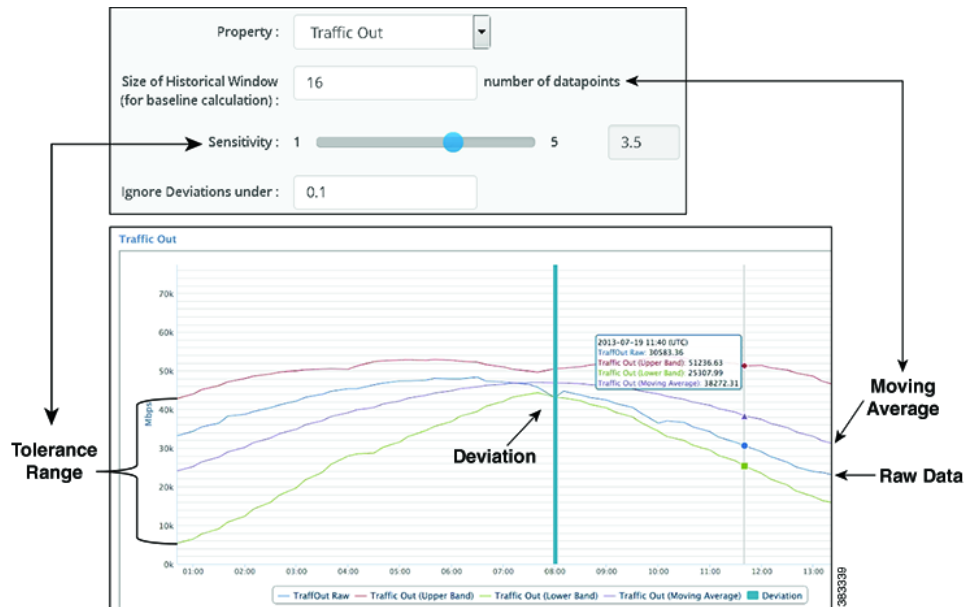 Property :
Traffic Out
Size of Historical Window
(for baseline calculation) :
16
number of datapoints
Sensitivity :
1
5
3.5
Ignore Deviations under :
0.1
Traffic Out
70k
60k
50k
40k
30k
20k
10k
0k
Mbps
2013-07-19 11:40 (UTC)
TraffOut Raw: 30583.36
Traffic Out (Upper Band): 51236.63
Traffic Out (Lower Band): 25307.99
Traffic Out (Moving Average): 38272.31
Moving
Average
Tolerance
Range
Deviation
Raw Data
01:00 02:00 03:00 04:00 05:00 06:00 07:00 08:00 09:00 10:00 11:00 12:00 13:00
TraffOut Raw Traffic Out (Upper Band) Traffic Out (Lower Band) Traffic Out (Moving Average) Deviation
383339